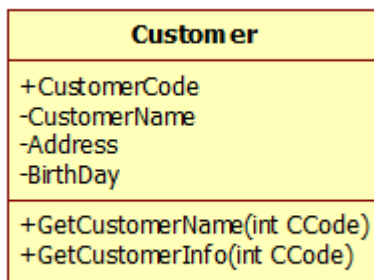 Customer
+CustomerCode
-CustomerName
-Address
-BirthDay
+GetCustomerName(int CCode)
+GetCustomerInfo(int CCode)